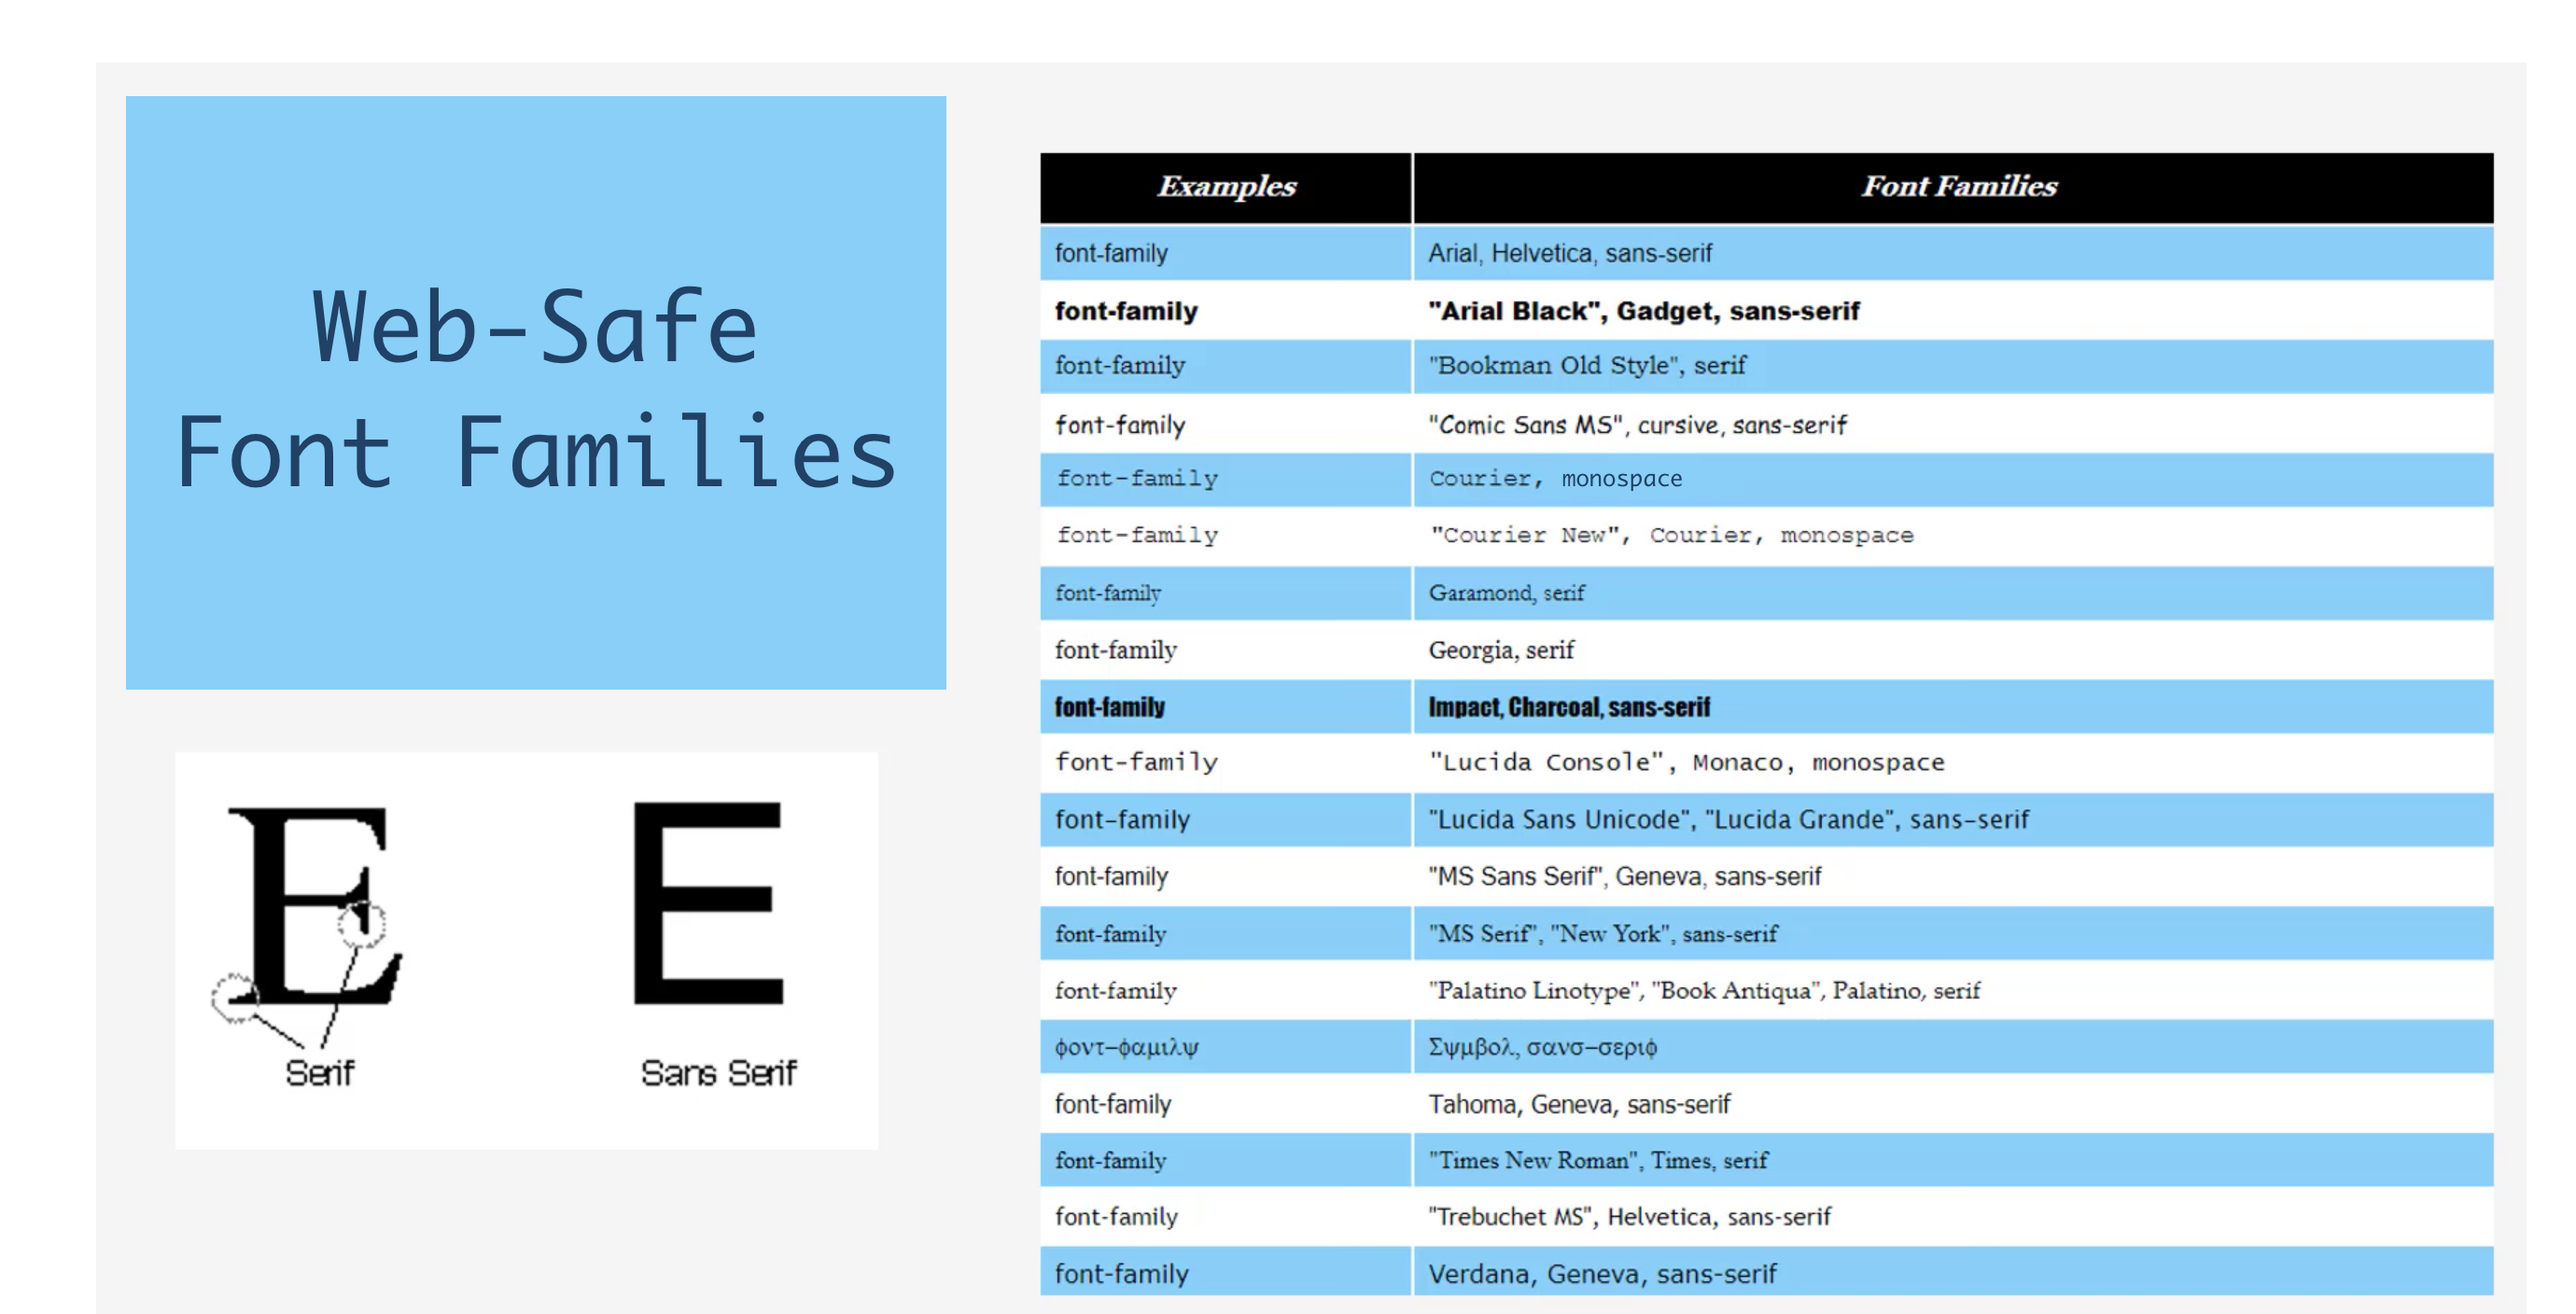 Web-Safe
Font Families
E
E
Serif
Sans Serif
Examples Font Families
font-family Arial, Helvetica, sans-serif
font-family "Arial Black", Gadget, sans-serif
font-family "Bookman Old Style", serif
font-family "Comic Sans MS", cursive, sans-serif
font-family Courier, monospace
font-family "Courier New", Courier, monospace
font-family Garamond, serif
font-family Georgia, serif
font-family Impact, Charcoal, sans-serif
font-family "Lucida Console", Monaco, monospace
font-family "Lucida Sans Unicode", "Lucida Grande", sans-serif
font-family "MS Sans Serif", Geneva, sans-serif
font-family "MS Serif", "New York", sans-serif
font-family "Palatino Linotype", "Book Antiqua", Palatino, serif
φοντ−φαμιλψ Σψμβολ, σανσ−σεριφ
font-family Tahoma, Geneva, sans-serif
font-family "Times New Roman", Times, serif
font-family "Trebuchet MS", Helvetica, sans-serif
font-family Verdana, Geneva, sans-serif